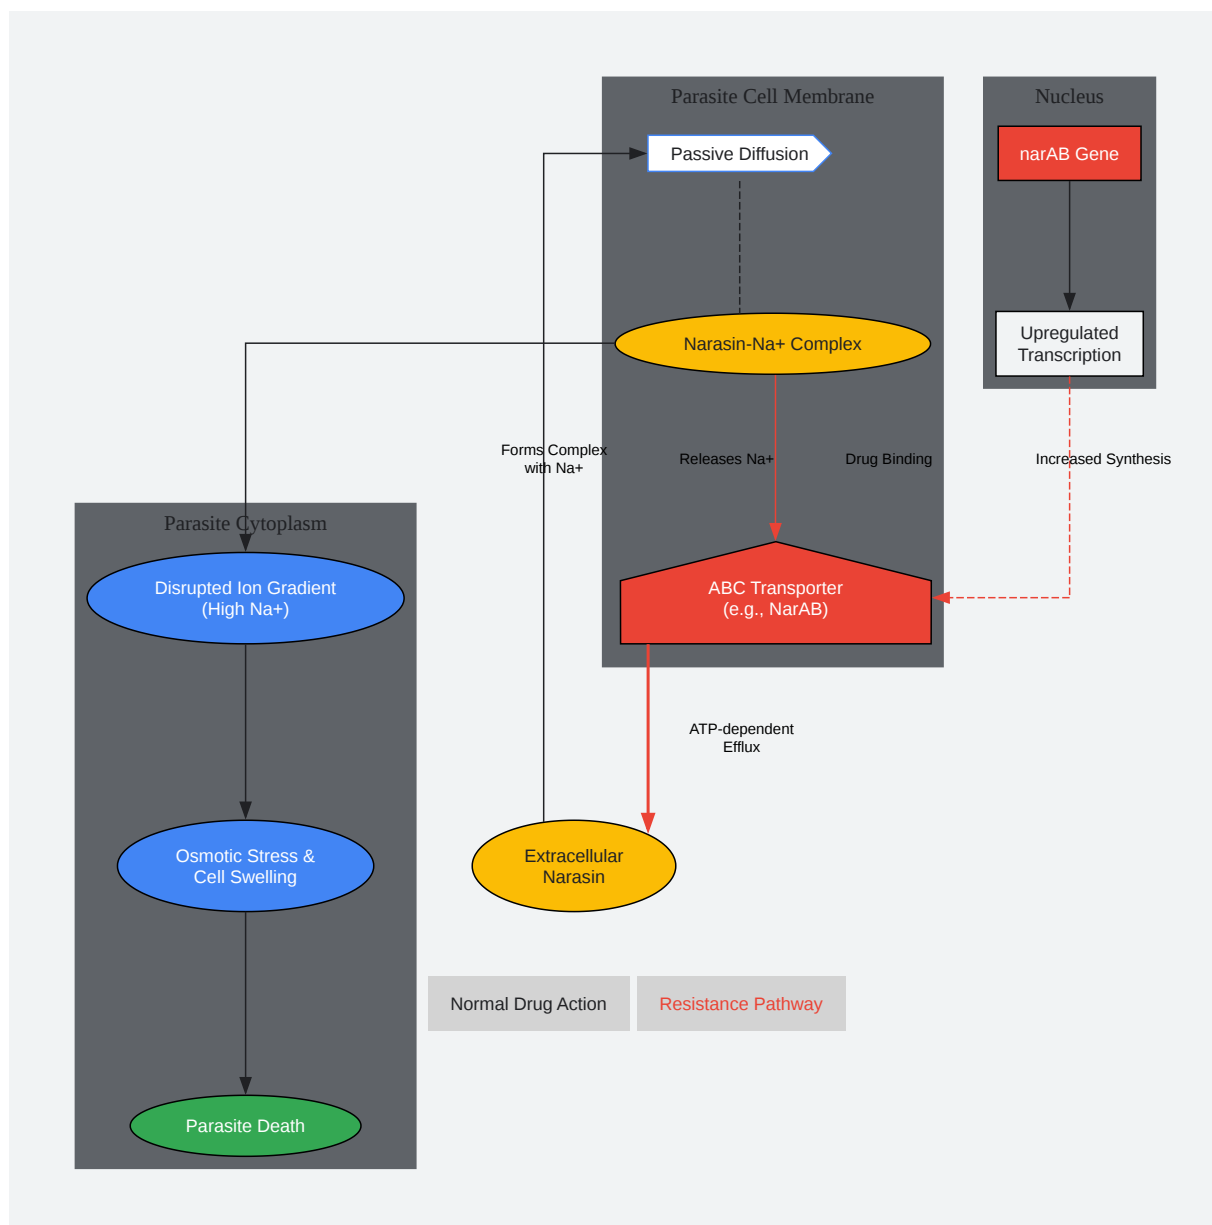 Parasite Cell Membrane
Nucleus
Passive Diffusion
narAB Gene
Narasin-Na+ Complex
Upregulated
Transcription
Forms Complex
with Na+
Releases Na+
Drug Binding
Increased Synthesis
Parasite Cytoplasm
Disrupted Ion Gradient
(High Na+)
ABC Transporter
(e.g., NarAB)
ATP-dependent
Efflux
Osmotic Stress &
Cell Swelling
Extracellular
Narasin
Normal Drug Action
Resistance Pathway
Parasite Death